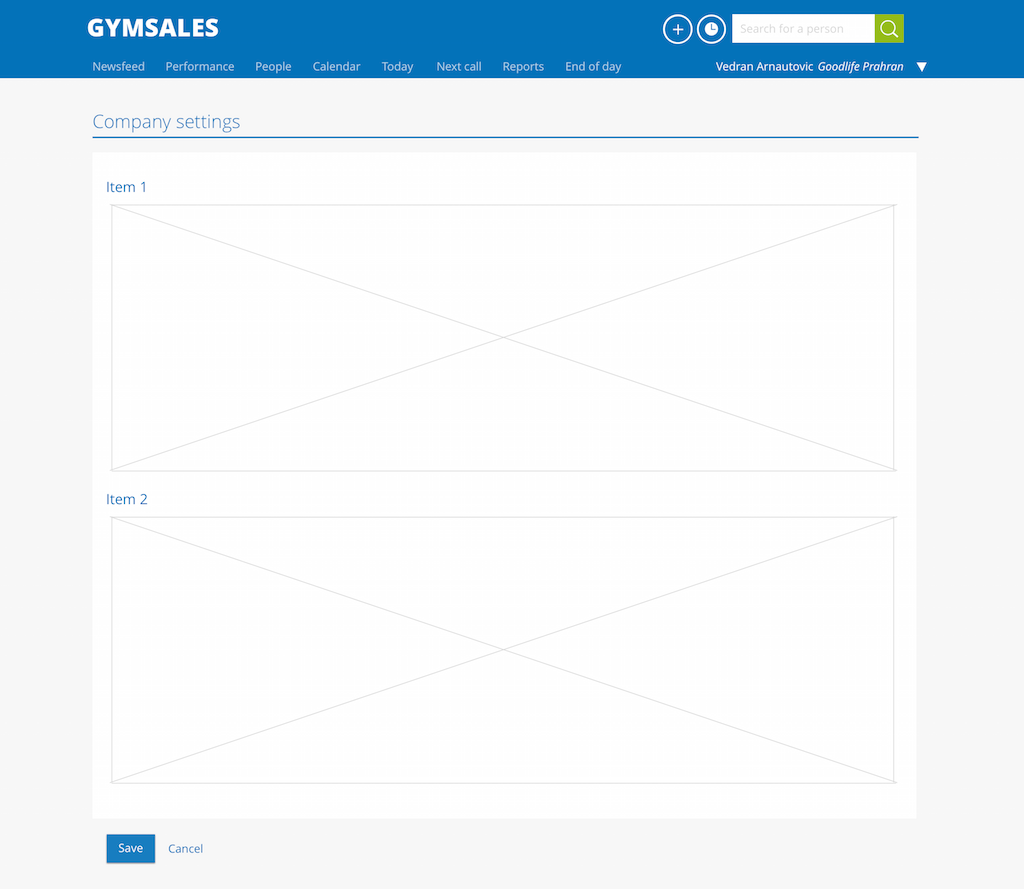 GYMSALES
Search for a person
Newsfeed Performance People Calendar Today Next call Reports End of day Vedran Arnautovic Goodlife Prahran
Company settings
Item 1
Item 2
Save Cancel